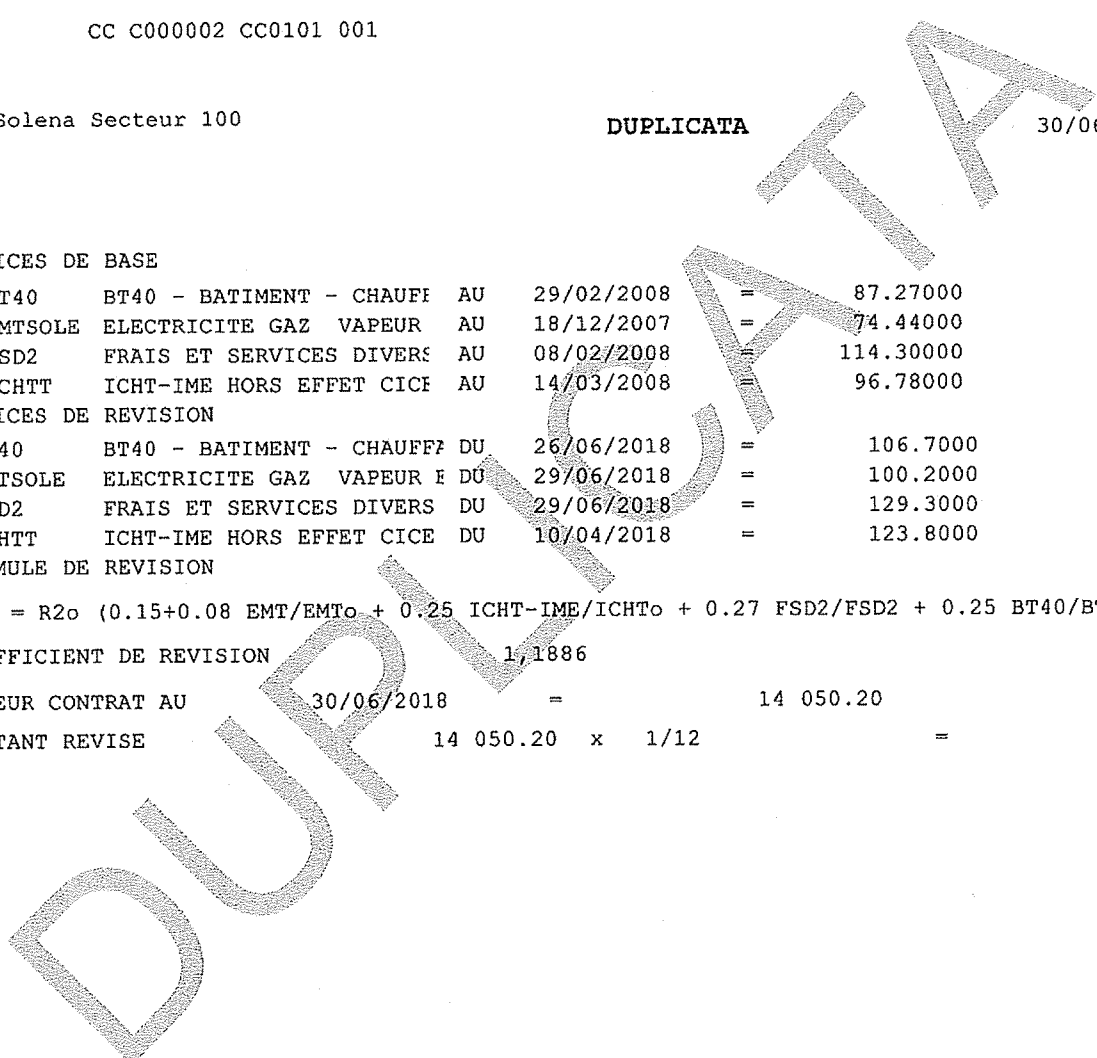 CC C000002 CC0101 001
Solena Secteur 100 DUPLICATA 30/06
ICES DE BASE
T40 BT40 - BATIMENT - CHAUFF AU 29/02/2008 = 87.27000
MTSOLE ELECTRICITE GAZ VAPEUR AU 18/12/2007 = 74.44000
SD2 FRAIS ET SERVICES DIVERS AU 08/02/2008 = 114.30000
CHTT ICHT-IME HORS EFFET CICE AU 14/03/2008 = 96.78000
ICES DE REVISION
40 BT40 - BATIMENT - CHAUFFA DU 26/06/2018 = 106.7000
TSOLE ELECTRICITE GAZ VAPEUR E DU 29/06/2018 = 100.2000
D2 FRAIS ET SERVICES DIVERS DU 29/06/2018 = 129.3000
HTT ICHT-IME HORS EFFET CICE DU 10/04/2018 = 123.8000
MULE DE REVISION
= R2o (0.15+0.08 EMT/EMTo + 0.25 ICHT-IME/ICHTo + 0.27 FSD2/FSD2 + 0.25 BT40/BT
FFICIENT DE REVISION 1,1886
EUR CONTRAT AU 30/06/2018 = 14 050.20
TANT REVISE 14 050.20 x 1/12 =
DUPLICATA